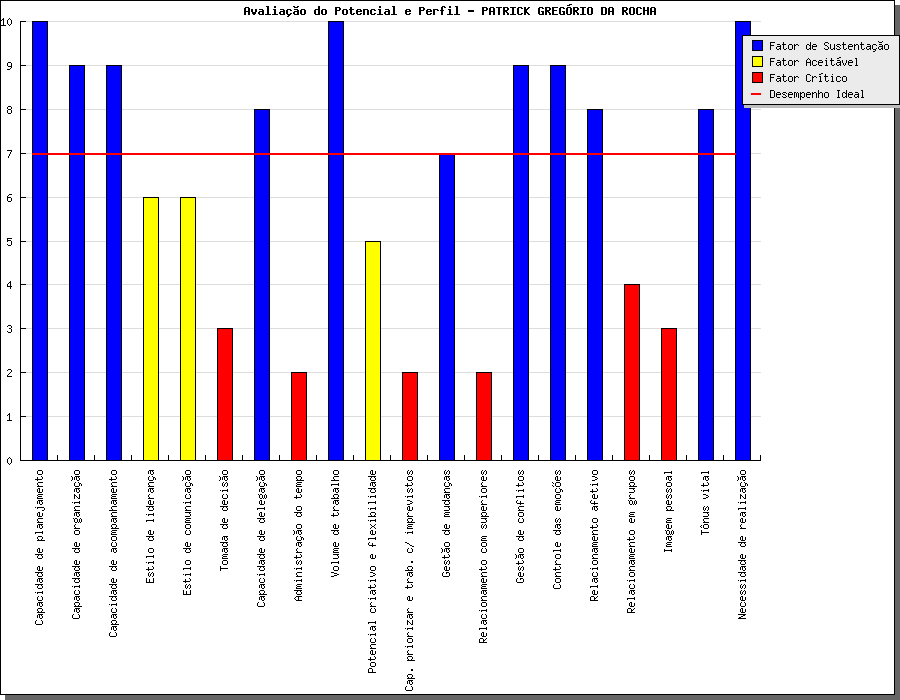 Avaliação do Potencial e Perfil - PATRICK GREGÓRIO DA ROCHA
Fator de Sustentação
Fator Aceitável
Fator Crítico
Desempenho Ideal
10
9
8
7
6
5
4
3
2
1
0
Capacidade de planejamento
Capacidade de organização
Capacidade de acompanhamento
Estilo de liderança
Estilo de comunicação
Tomada de decisão
Capacidade de delegação
Administração do tempo
Volume de trabalho
Potencial criativo e flexibilidade
Cap. priorizar e trab. c/ imprevistos
Gestão de mudanças
Relacionamento com superiores
Gestão de conflitos
Controle das emoções
Relacionamento afetivo
Relacionamento em grupos
Imagem pessoal
Tônus vital
Necessidade de realização